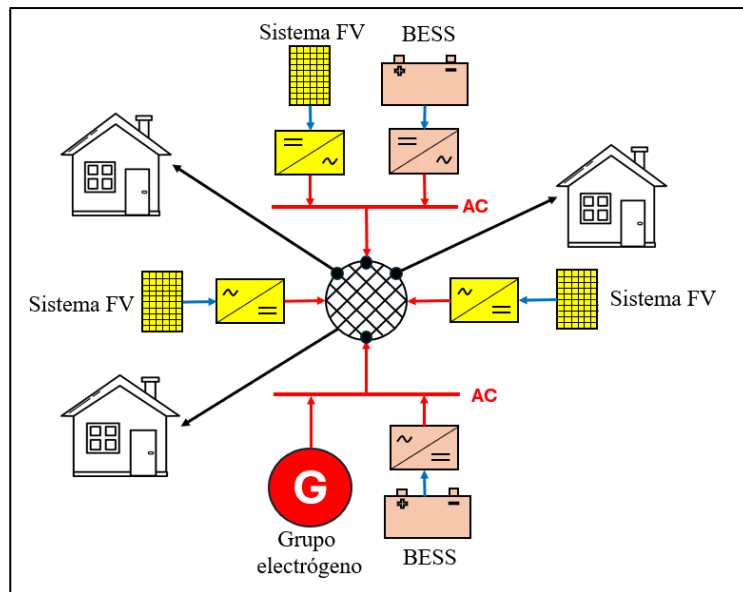 Sistema FV
BESS
AC
Sistema FV
Sistema FV
AC
G
Grupo
electrógeno
BESS